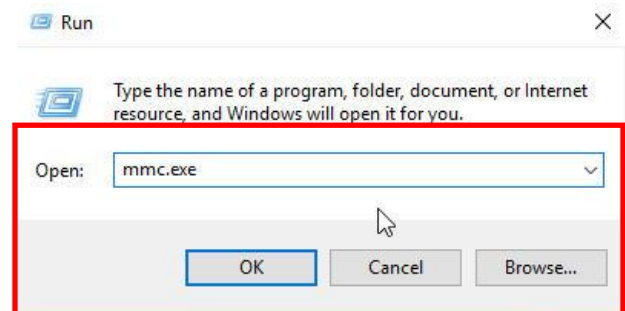 Run
Type the name of a program, folder, document, or Internet
resource, and Windows will open it for you.
Open: mmc.exe
OK Cancel Browse...